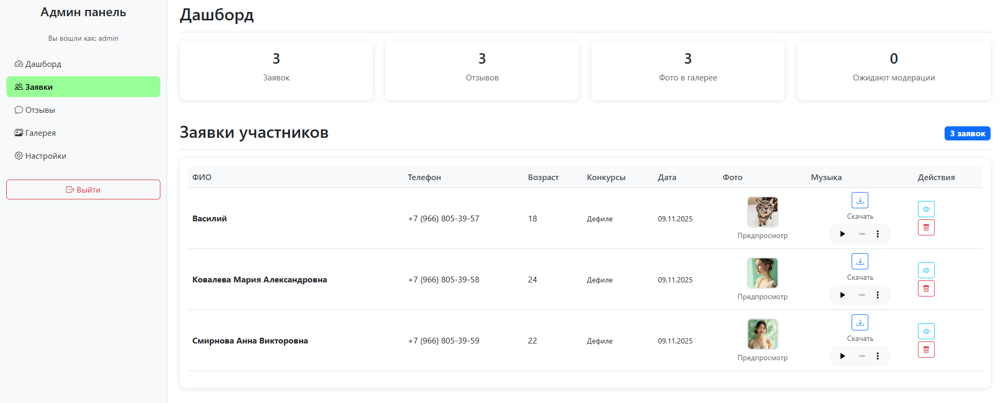 Админ панель
Вы вошли как: admin
Дашборд
Заявки
Отзывы
Галерея
Настройки
Выйти
Дашборд
3
Заявок
3
Отзывов
3
Фото в галерее
0
Ожидают модерации
Заявки участников
3 заявок
ФИО Телефон Возраст Конкурсы Дата Фото Музыка Действия
Василий +7 (966) 805-39-57 18 Дефиле 09.11.2025
Предпросмотр
Скачать
Ковалева Мария Александровна +7 (966) 805-39-58 24 Дефиле 09.11.2025
Предпросмотр
Скачать
Смирнова Анна Викторовна +7 (966) 805-39-59 22 Дефиле 09.11.2025
Предпросмотр
Скачать